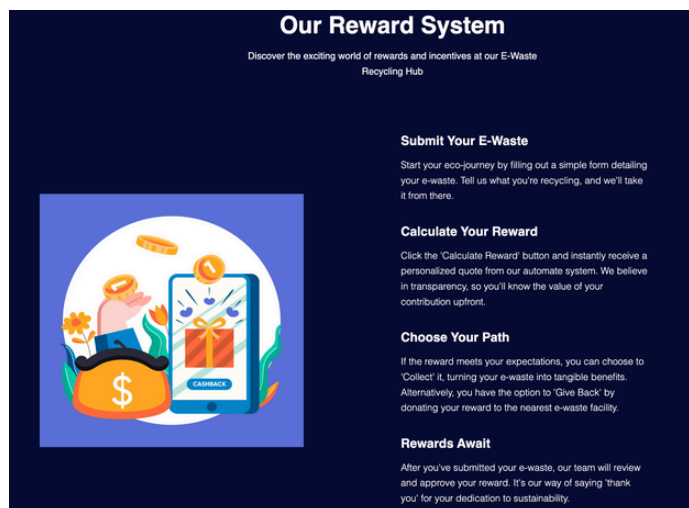 Our Reward System
Discover the exciting world of rewards and incentives at our E-Waste
Recycling Hub
Submit Your E-Waste
Start your eco-journey by filling out a simple form detailing
your e-waste. Tell us what you're recycling, and we'll take
it from there.
Calculate Your Reward
Click the 'Calculate Reward' button and instantly receive a
personalized quote from our automate system. We believe
in transparency, so you'll know the value of your
contribution upfront.
Choose Your Path
If the reward meets your expectations, you can choose to
'Collect' it, turning your e-waste into tangible benefits.
Alternatively, you have the option to 'Give Back' by
donating your reward to the nearest e-waste facility.
Rewards Await
After you've submitted your e-waste, our team will review
and approve your reward. It's our way of saying 'thank
you' for your dedication to sustainability.
1
1
$
CASHBACK